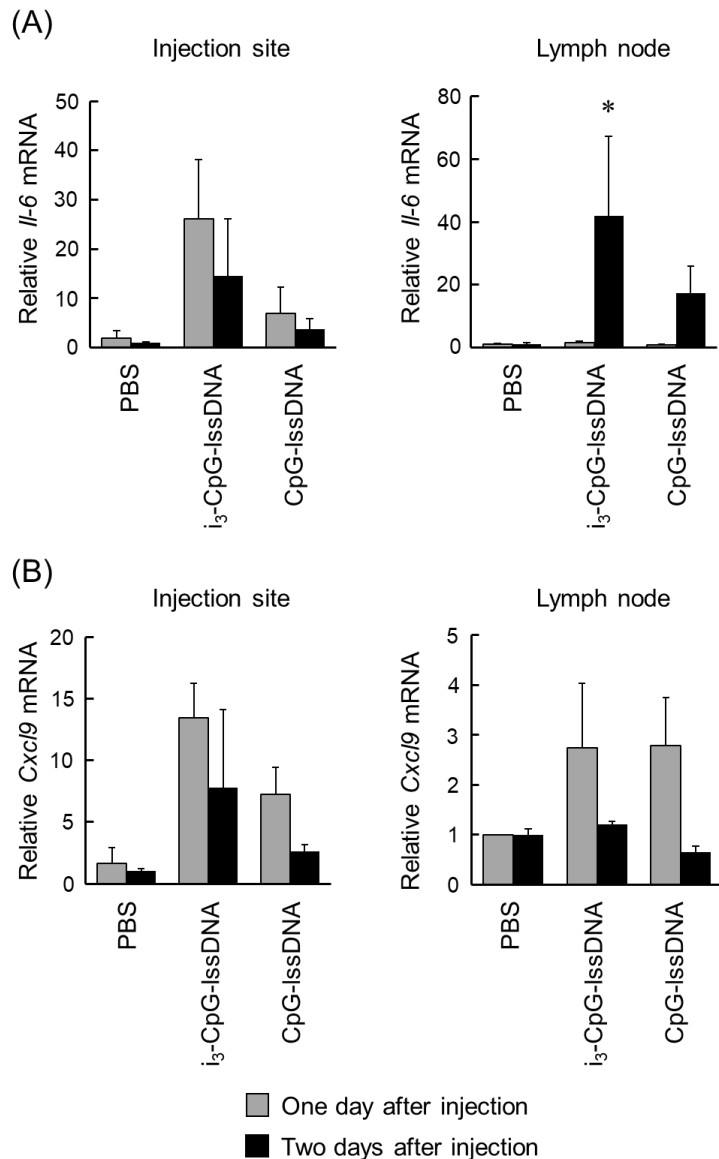 (A)
Injection site
Lymph node
Relative Il-6 mRNA
50
40
30
20
10
0
PBS
i₃-CpG-lssDNA
CpG-lssDNA
Relative Il-6 mRNA
80
60
40
20
0
*
PBS
i₃-CpG-lssDNA
CpG-lssDNA
(B)
Injection site
Lymph node
Relative Cxcl9 mRNA
20
15
10
5
0
PBS
i₃-CpG-lssDNA
CpG-lssDNA
Relative Cxcl9 mRNA
5
4
3
2
1
0
PBS
i₃-CpG-lssDNA
CpG-lssDNA
One day after injection
Two days after injection